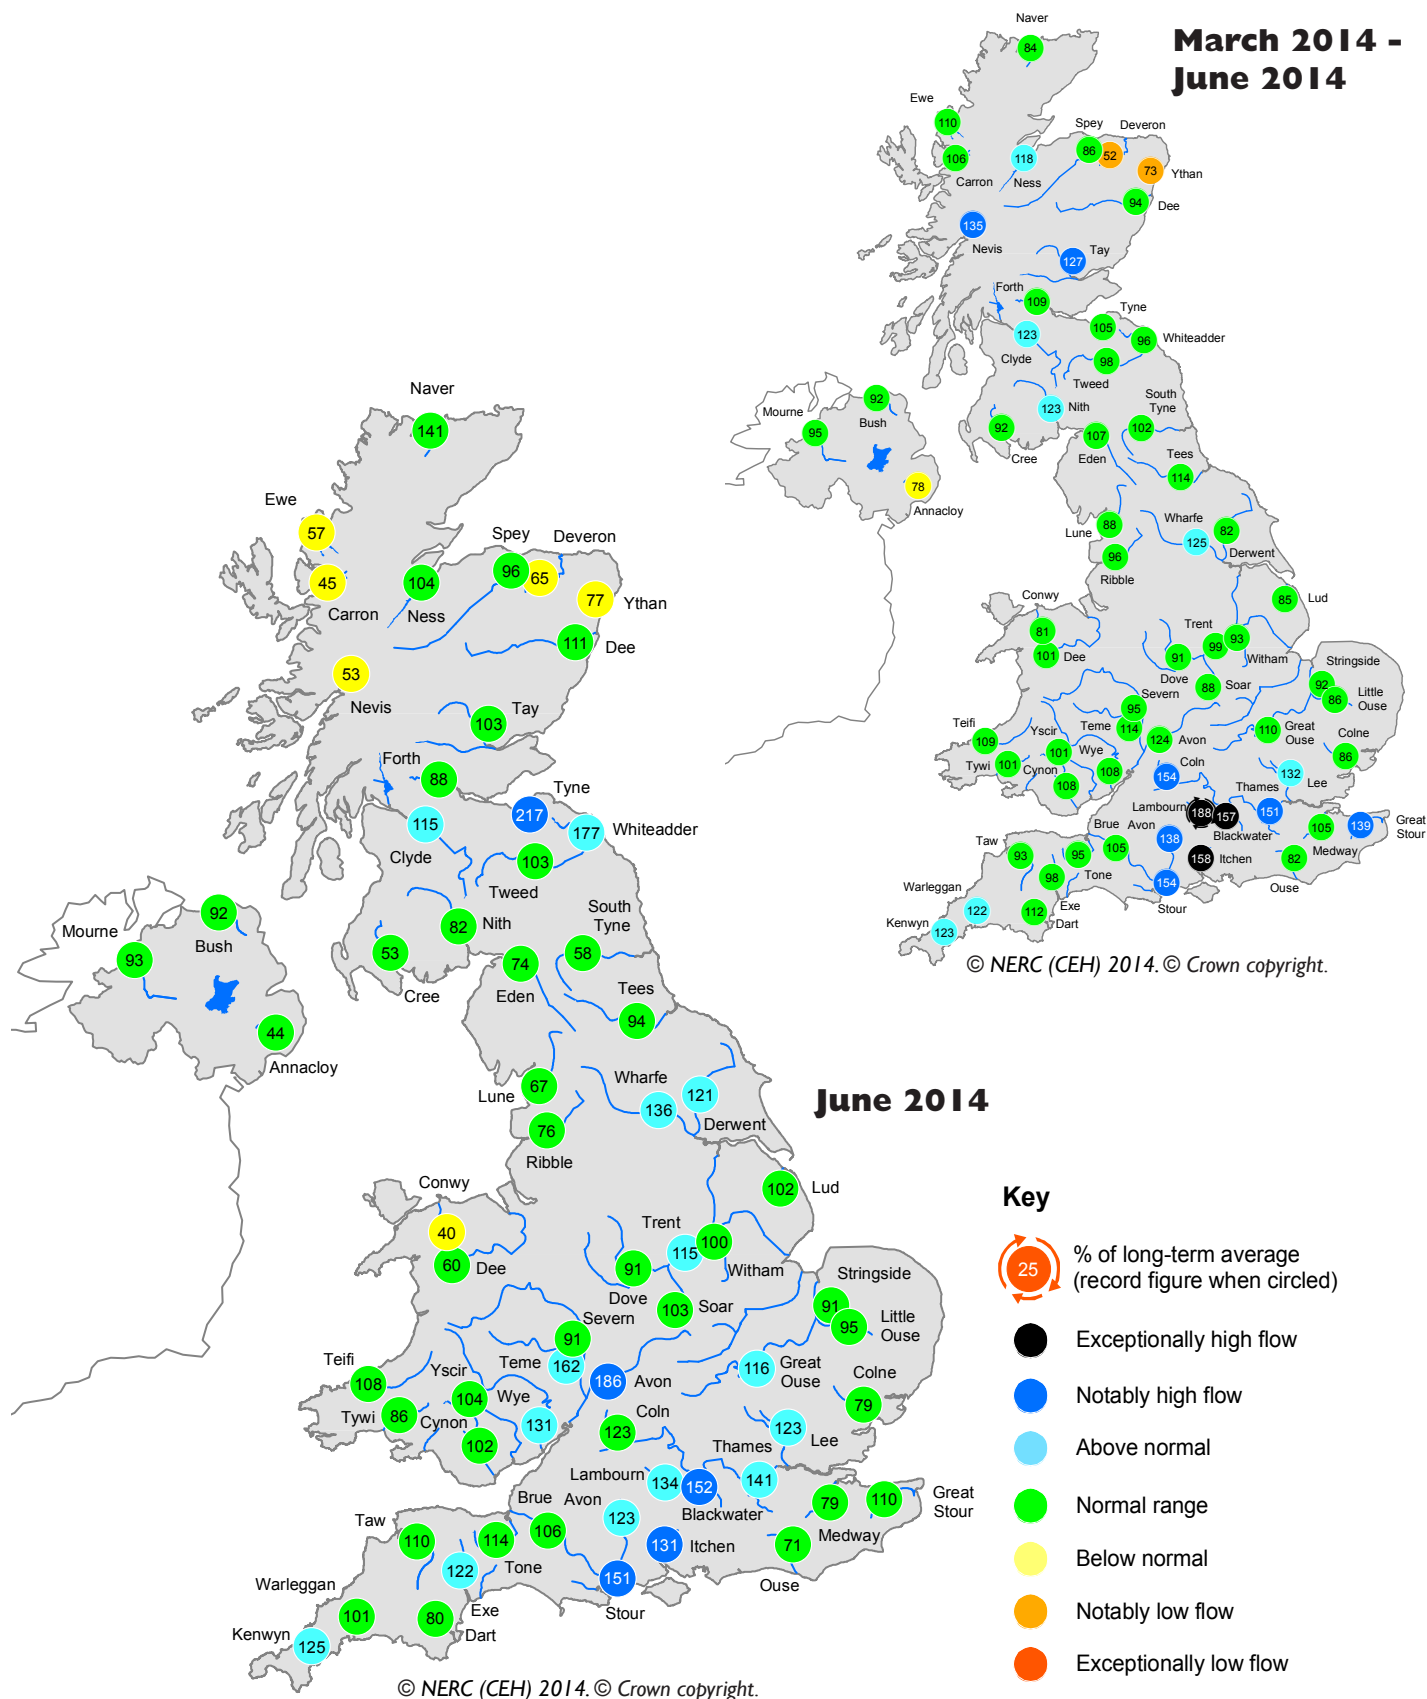 March 2014 -
June 2014
Naver
84
Ewe
110
106
Carron
118
Ness
Spey
Deveron
86
52
73
Ythan
94
Dee
135
Nevis
Tay
127
Forth
109
Tyne
105
96
Whiteadder
123
Clyde
98
Tweed
123
Nith
92
Cree
South
Tyne
102
107
Eden
Tees
114
92
Bush
Mourne
95
78
Annacloy
Lune
88
96
Ribble
Wharfe
125
82
Derwent
Conwy
81
101
Dee
85
Lud
Trent
99
93
Witham
91
Dove
88
Soar
Stringside
92
86
Little
Ouse
Severn
95
Teme
114
Teifi
109
Yscir
101
Wye
124
Avon
110
Great
Ouse
Colne
86
Tywi
101
Cynon
108
108
Coln
154
132
Lee
Thames
151
Lambourn
188
157
Blackwater
105
Medway
139
Great
Stour
Taw
93
Brue
105
Avon
138
95
Tone
98
Exe
158
Itchen
82
Ouse
154
Stour
Warleggan
122
112
Dart
Kenwyn
123
© NERC (CEH) 2014. © Crown copyright.
Naver
141
Ewe
57
45
Carron
104
Ness
Spey
Deveron
96
65
77
Ythan
111
Dee
53
Nevis
Tay
103
Forth
88
Tyne
217
177
Whiteadder
115
Clyde
103
Tweed
82
Nith
53
Cree
South
Tyne
58
74
Eden
Tees
94
92
Bush
Mourne
93
44
Annacloy
Lune
67
76
Ribble
Wharfe
136
121
Derwent
June 2014
Conwy
40
60
Dee
102
Lud
Trent
115
100
Witham
91
Dove
103
Soar
Stringside
91
95
Little
Ouse
Severn
91
Teme
162
Teifi
108
Yscir
104
Wye
186
Avon
116
Great
Ouse
Colne
79
Tywi
86
Cynon
102
131
Coln
123
123
Lee
Thames
141
Lambourn
134
152
Blackwater
79
Medway
110
Great
Stour
Taw
110
Brue
106
Avon
123
114
Tone
122
Exe
131
Itchen
71
Ouse
151
Stour
Warleggan
101
80
Dart
Kenwyn
125
© NERC (CEH) 2014. © Crown copyright.
Key
25
% of long-term average
(record figure when circled)
Exceptionally high flow
Notably high flow
Above normal
Normal range
Below normal
Notably low flow
Exceptionally low flow